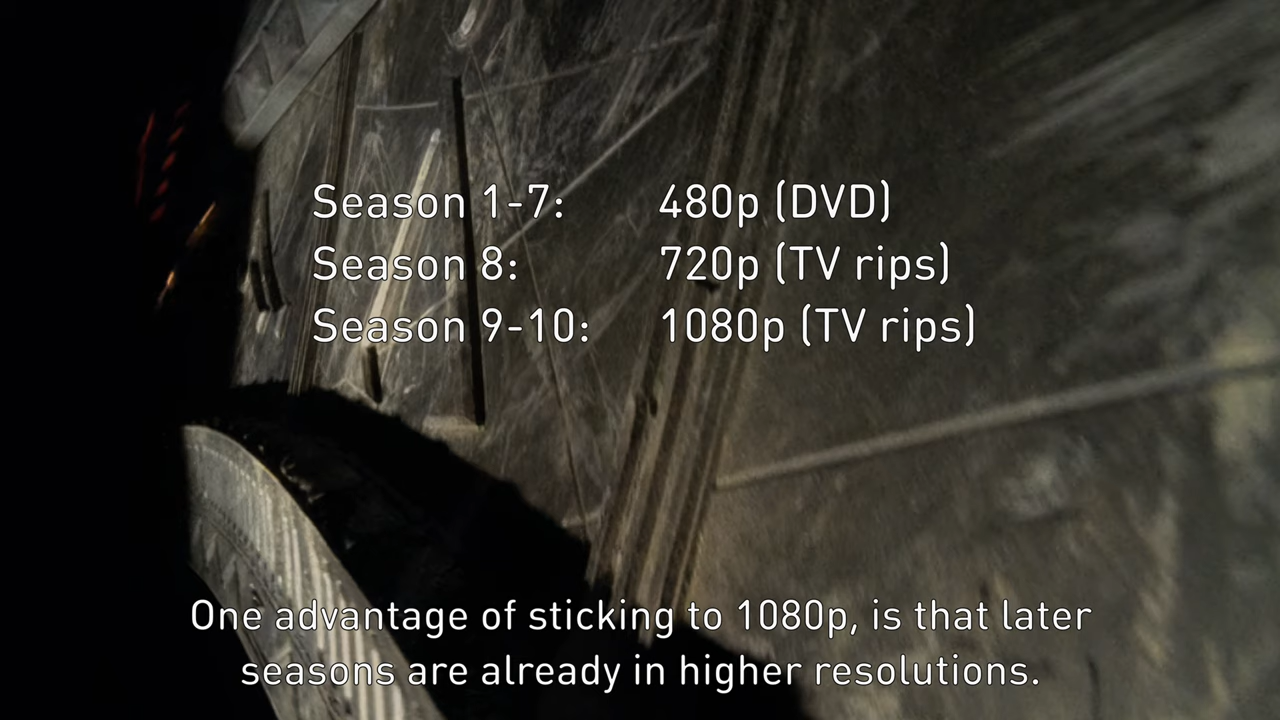 Season 1-7: 480p (DVD)
Season 8: 720p (TV rips)
Season 9-10: 1080p (TV rips)
One advantage of sticking to 1080p, is that later
seasons are already in higher resolutions.